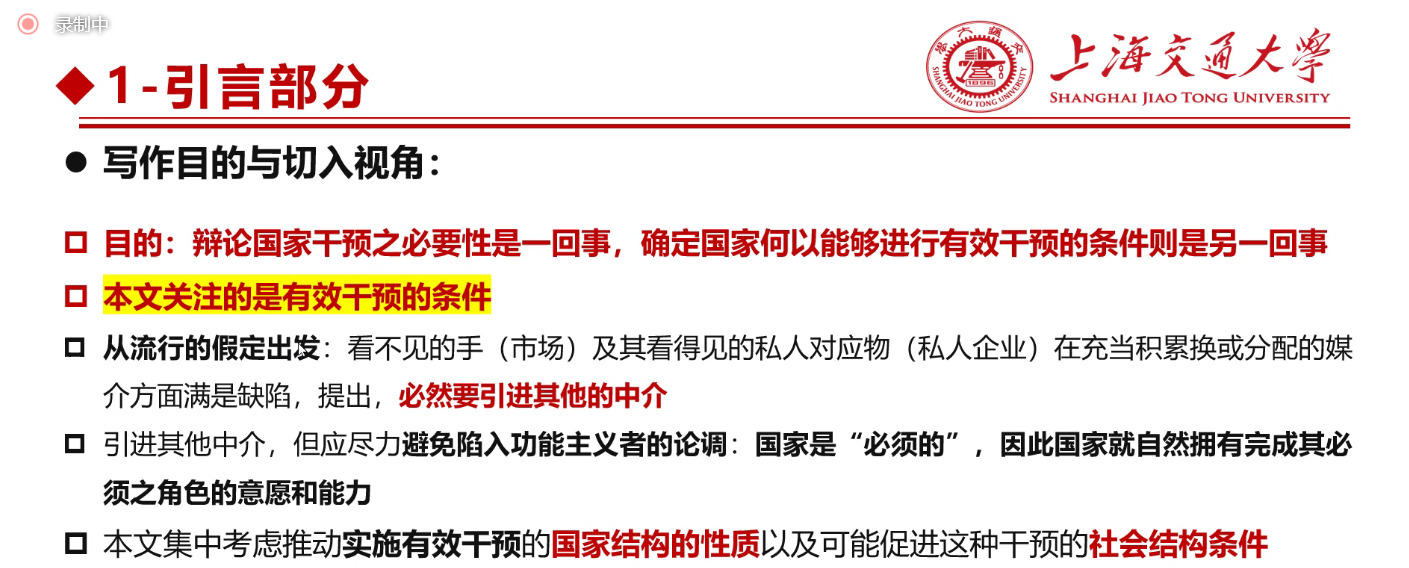 录制中
◆1-引言部分
上海交通大学
SHANGHAI JIAO TONG UNIVERSITY
上海交通大学
SHANGHAI JIAO TONG UNIVERSITY
1896
● 写作目的与切入视角：
目的：辩论国家干预之必要性是一回事，确定国家何以能够进行有效干预的条件则是另一回事
本文关注的是有效干预的条件
从流行的假定出发：看不见的手（市场）及其看得见的私人对应物（私人企业）在充当积累换或分配的媒
介方面满是缺陷，提出，必然要引进其他的中介
引进其他中介，但应尽力避免陷入功能主义者的论调：国家是“必须的”，因此国家就自然拥有完成其必
须之角色的意愿和能力
本文集中考虑推动实施有效干预的国家结构的性质以及可能促进这种干预的社会结构条件